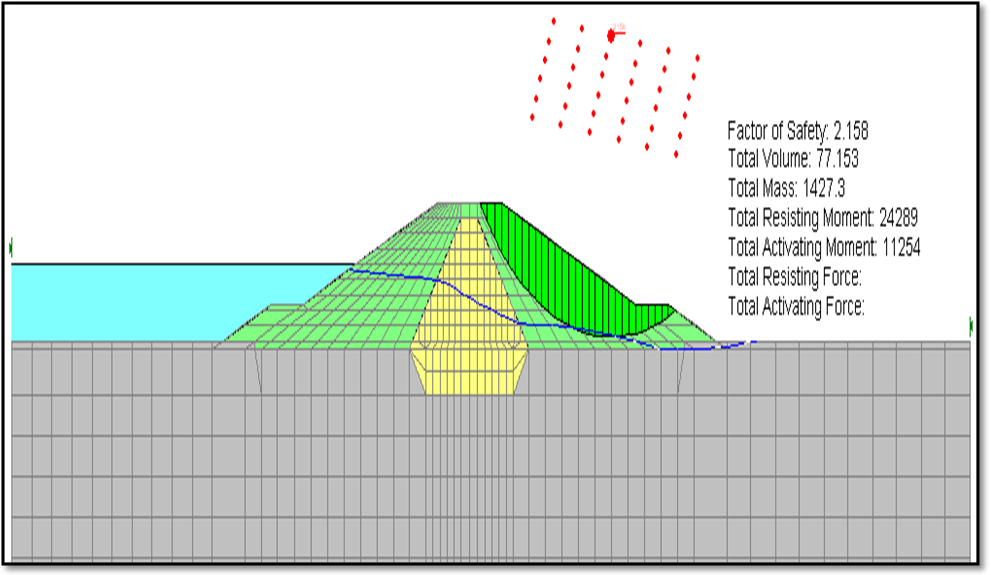 Factor of Safety: 2.158
Total Volume: 77.153
Total Mass: 1427.3
Total Resisting Moment: 24289
Total Activating Moment: 11254
Total Resisting Force:
Total Activating Force: